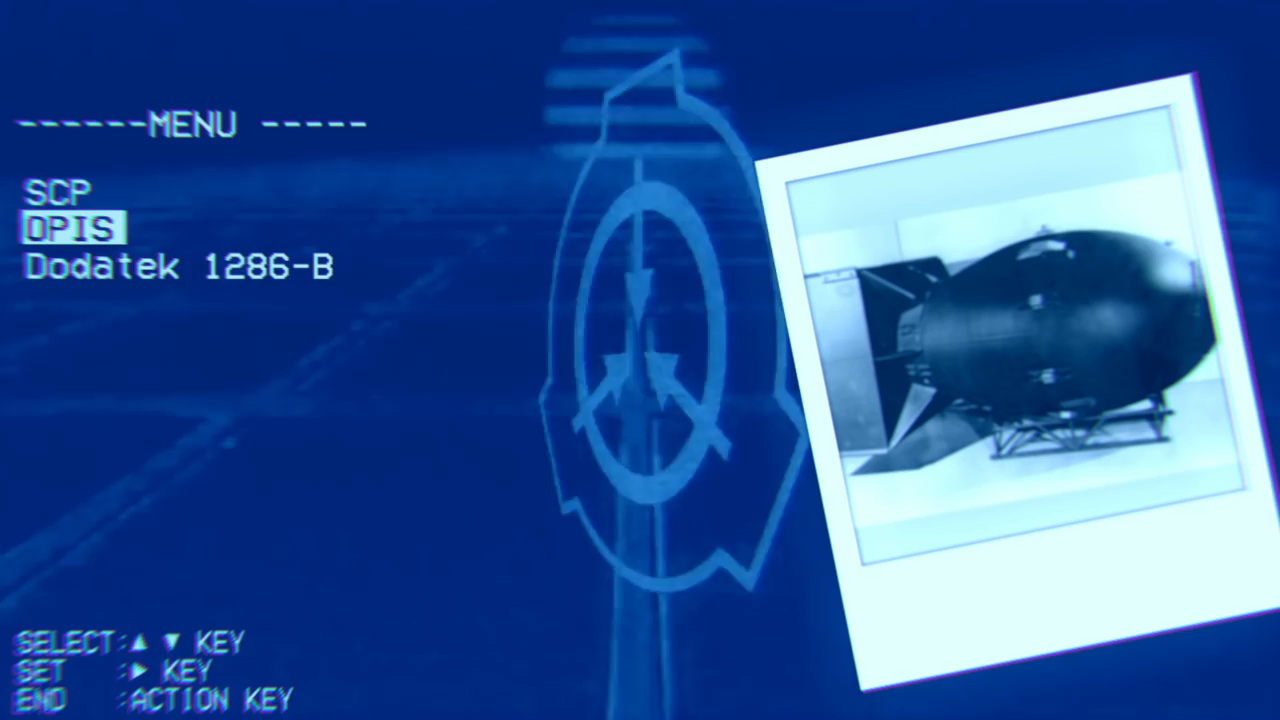 ------MENU -----
SCP
OPIS
Dodatek 1286-B
SELECT:▲ ▼ KEY
SET :► KEY
END :ACTION KEY